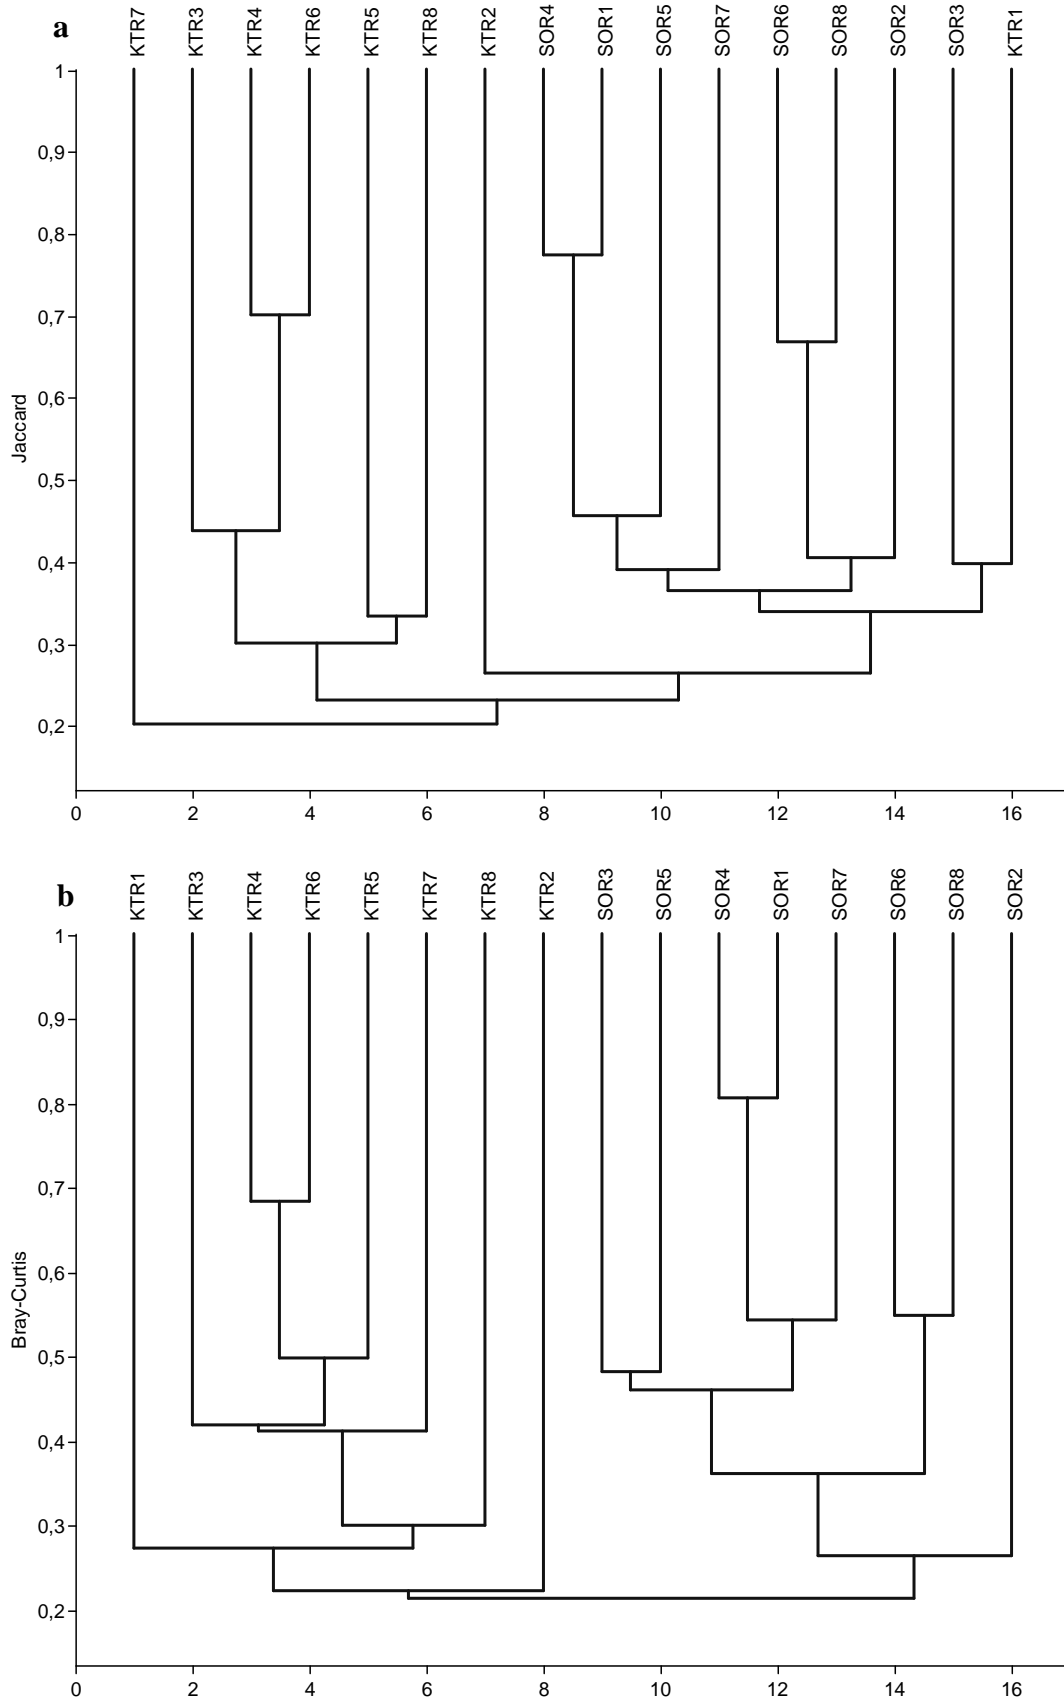 a
KTR7 KTR3 KTR4 KTR6 KTR5 KTR8 KTR2 SOR4 SOR1 SOR5 SOR7 SOR6 SOR8 SOR2 SOR3 KTR1
1
0,9
0,8
0,7
0,6
0,5
0,4
0,3
0,2
Jaccard
0 2 4 6 8 10 12 14 16
b
KTR1 KTR3 KTR4 KTR6 KTR5 KTR7 KTR8 KTR2 SOR3 SOR5 SOR4 SOR1 SOR7 SOR6 SOR8 SOR2
1
0,9
0,8
0,7
0,6
0,5
0,4
0,3
0,2
Bray-Curtis
0 2 4 6 8 10 12 14 16